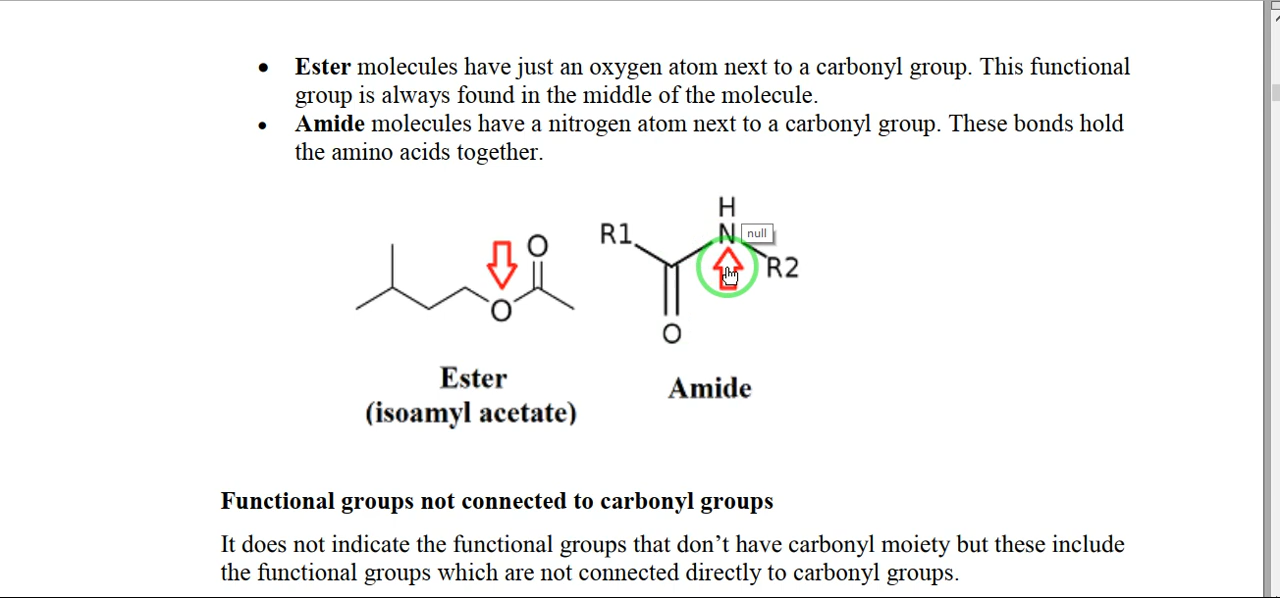 • Ester molecules have just an oxygen atom next to a carbonyl group. This functional
group is always found in the middle of the molecule.
• Amide molecules have a nitrogen atom next to a carbonyl group. These bonds hold
the amino acids together.
O
O
Ester
(isoamyl acetate)
H
R1
N
null
R2
O
Amide
Functional groups not connected to carbonyl groups
It does not indicate the functional groups that don’t have carbonyl moiety but these include
the functional groups which are not connected directly to carbonyl groups.